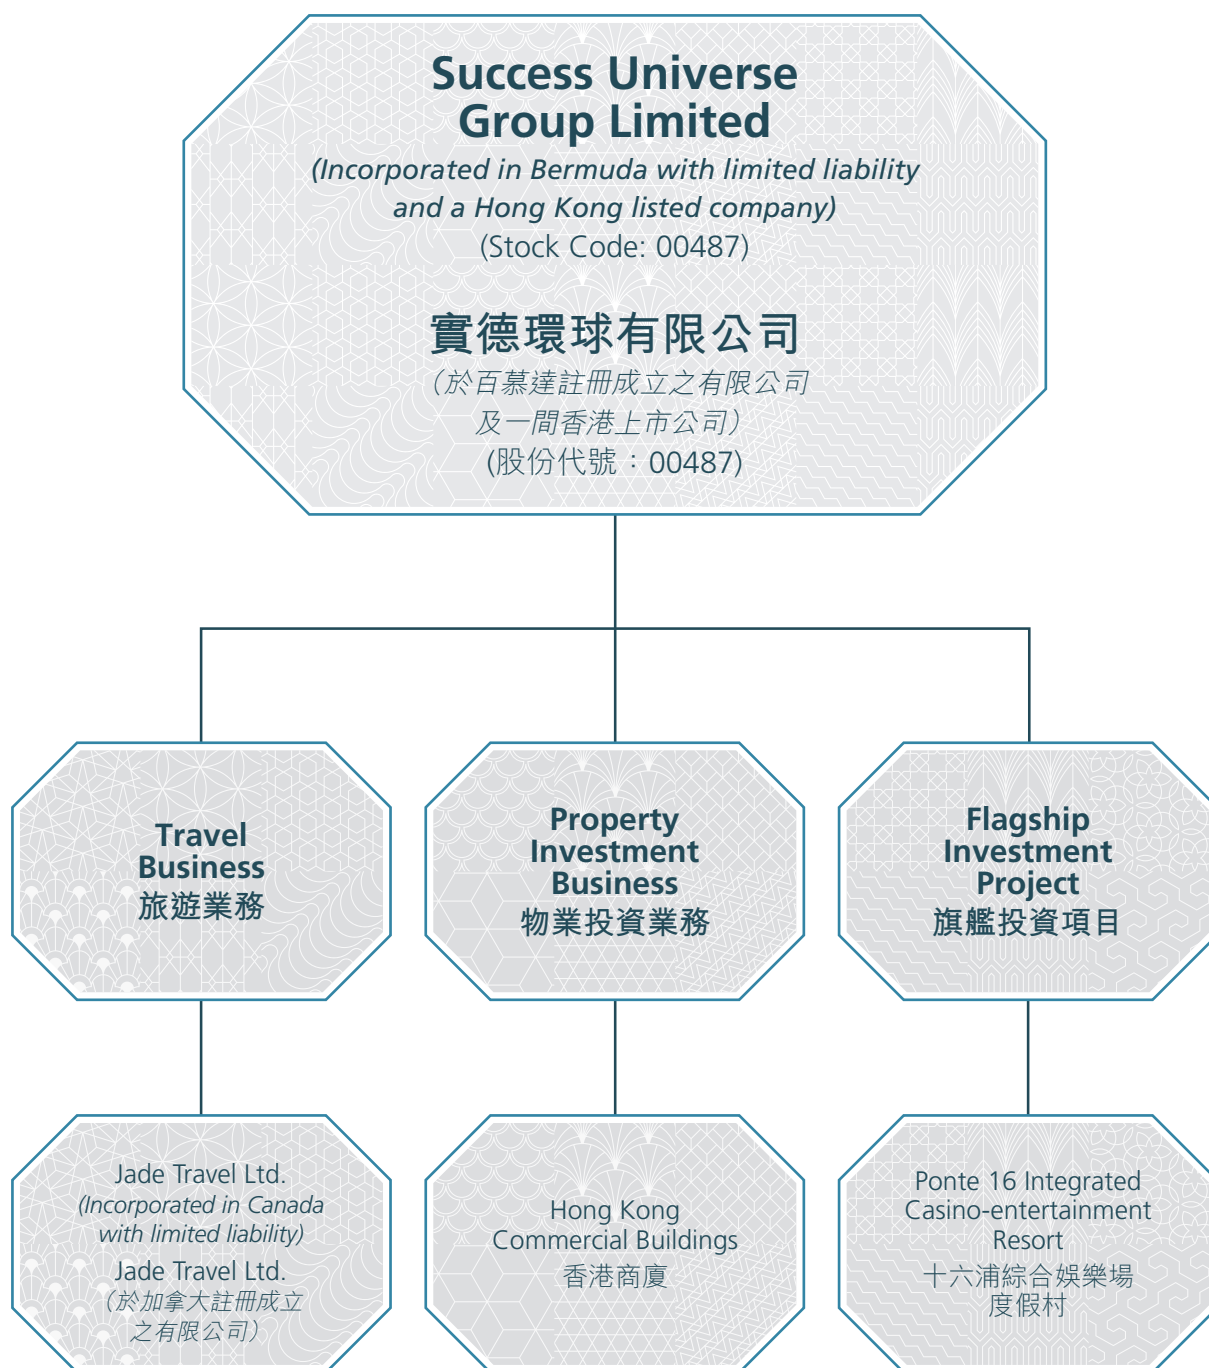 Success Universe
Group Limited
(Incorporated in Bermuda with limited liability
and a Hong Kong listed company)
(Stock Code: 00487)
實德環球有限公司
（於百慕達註冊成立之有限公司
及一間香港上市公司）
(股份代號：00487)
Travel
Business
旅遊業務
Property
Investment
Business
物業投資業務
Flagship
Investment
Project
旗艦投資項目
Jade Travel Ltd.
(Incorporated in Canada
with limited liability)
Jade Travel Ltd.
（於加拿大註冊成立
之有限公司）
Hong Kong
Commercial Buildings
香港商廈
Ponte 16 Integrated
Casino-entertainment
Resort
十六浦綜合娛樂場
度假村